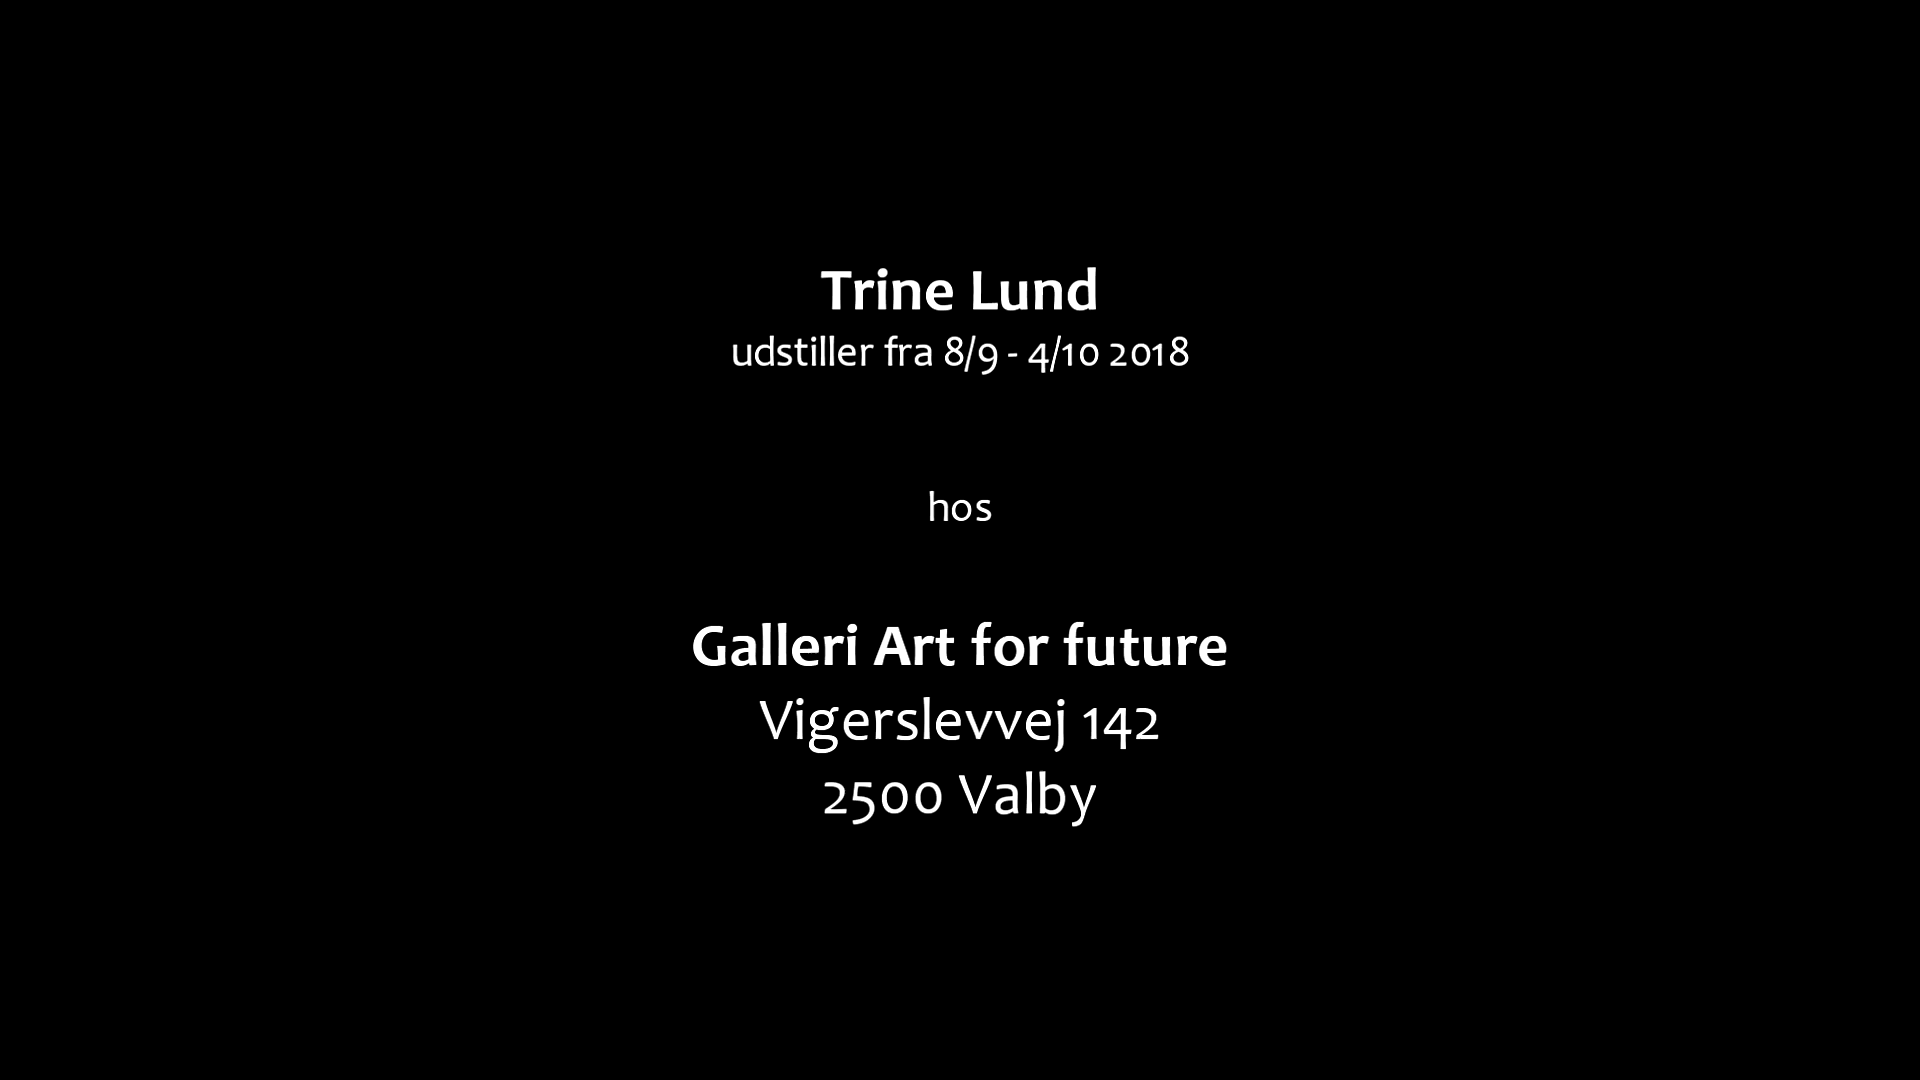 Trine Lund
udstiller fra 8/9 - 4/10 2018
hos
Galleri Art for future
Vigerslevvej 142
2500 Valby